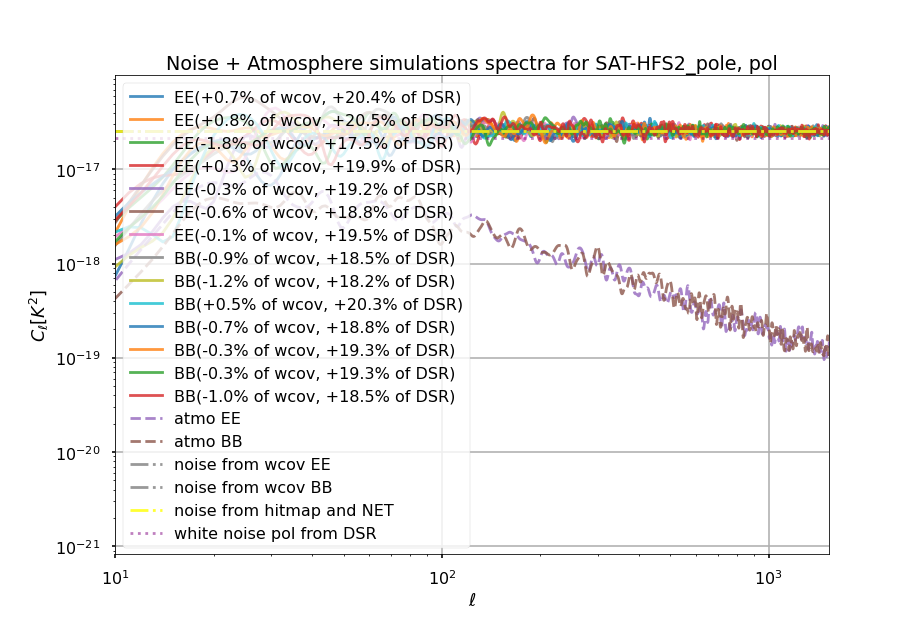 Noise + Atmosphere simulations spectra for SAT-HFS2_pole, pol
EE(+0.7% of wcov, +20.4% of DSR)
EE(+0.8% of wcov, +20.5% of DSR)
EE(-1.8% of wcov, +17.5% of DSR)
EE(+0.3% of wcov, +19.9% of DSR)
EE(-0.3% of wcov, +19.2% of DSR)
EE(-0.6% of wcov, +18.8% of DSR)
EE(-0.1% of wcov, +19.5% of DSR)
BB(-0.9% of wcov, +18.5% of DSR)
BB(-1.2% of wcov, +18.2% of DSR)
BB(+0.5% of wcov, +20.3% of DSR)
BB(-0.7% of wcov, +18.8% of DSR)
BB(-0.3% of wcov, +19.3% of DSR)
BB(-0.3% of wcov, +19.3% of DSR)
BB(-1.0% of wcov, +18.5% of DSR)
atmo EE
atmo BB
noise from wcov EE
noise from wcov BB
noise from hitmap and NET
white noise pol from DSR
10⁻¹⁷
10⁻¹⁸
10⁻¹⁹
10⁻²⁰
10⁻²¹
C_ℓ[K²]
10¹
10²
10³
ℓ